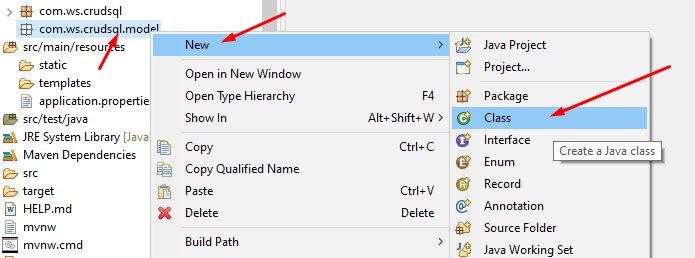 com.ws.crudsql
com.ws.crudsql.model
src/main/resources
static
templates
application.properties
src/test/java
JRE System Library [Java
Maven Dependencies
src
target
HELP.md
mvnw
mvnw.cmd
New
Open in New Window
Open Type Hierarchy F4
Show In Alt+Shift+W
Copy Ctrl+C
Copy Qualified Name
Paste Ctrl+V
Delete Delete
Build Path
Java Project
Project...
Package
Class
Interface
Enum
Record
Annotation
Source Folder
Java Working Set
Create a Java class